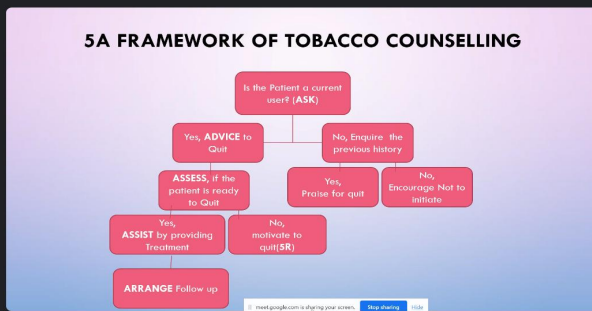 5A FRAMEWORK OF TOBACCO COUNSELLING
Is the Patient a current
user? (ASK)
Yes, ADVICE to
Quit
No, Enquire the
previous history
ASSESS, if the
patient is ready
to Quit
Yes,
Praise for quit
No,
Encourage Not to
initiate
Yes,
ASSIST by providing
Treatment
No,
motivate to
quit(5R)
ARRANGE Follow up
meet.google.com is sharing your screen.
Stop sharing
Hide